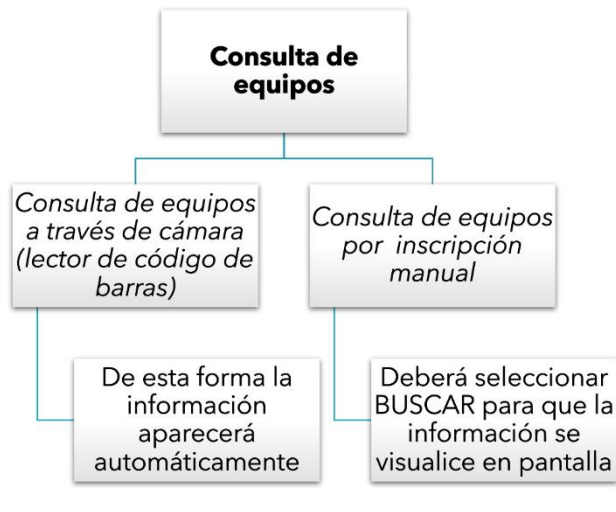 Consulta de
equipos
Consulta de equipos
a través de cámara
(lector de código de
barras)
Consulta de equipos
por inscripción
manual
De esta forma la
información
aparecerá
automáticamente
Deberá seleccionar
BUSCAR para que la
información se
visualice en pantalla